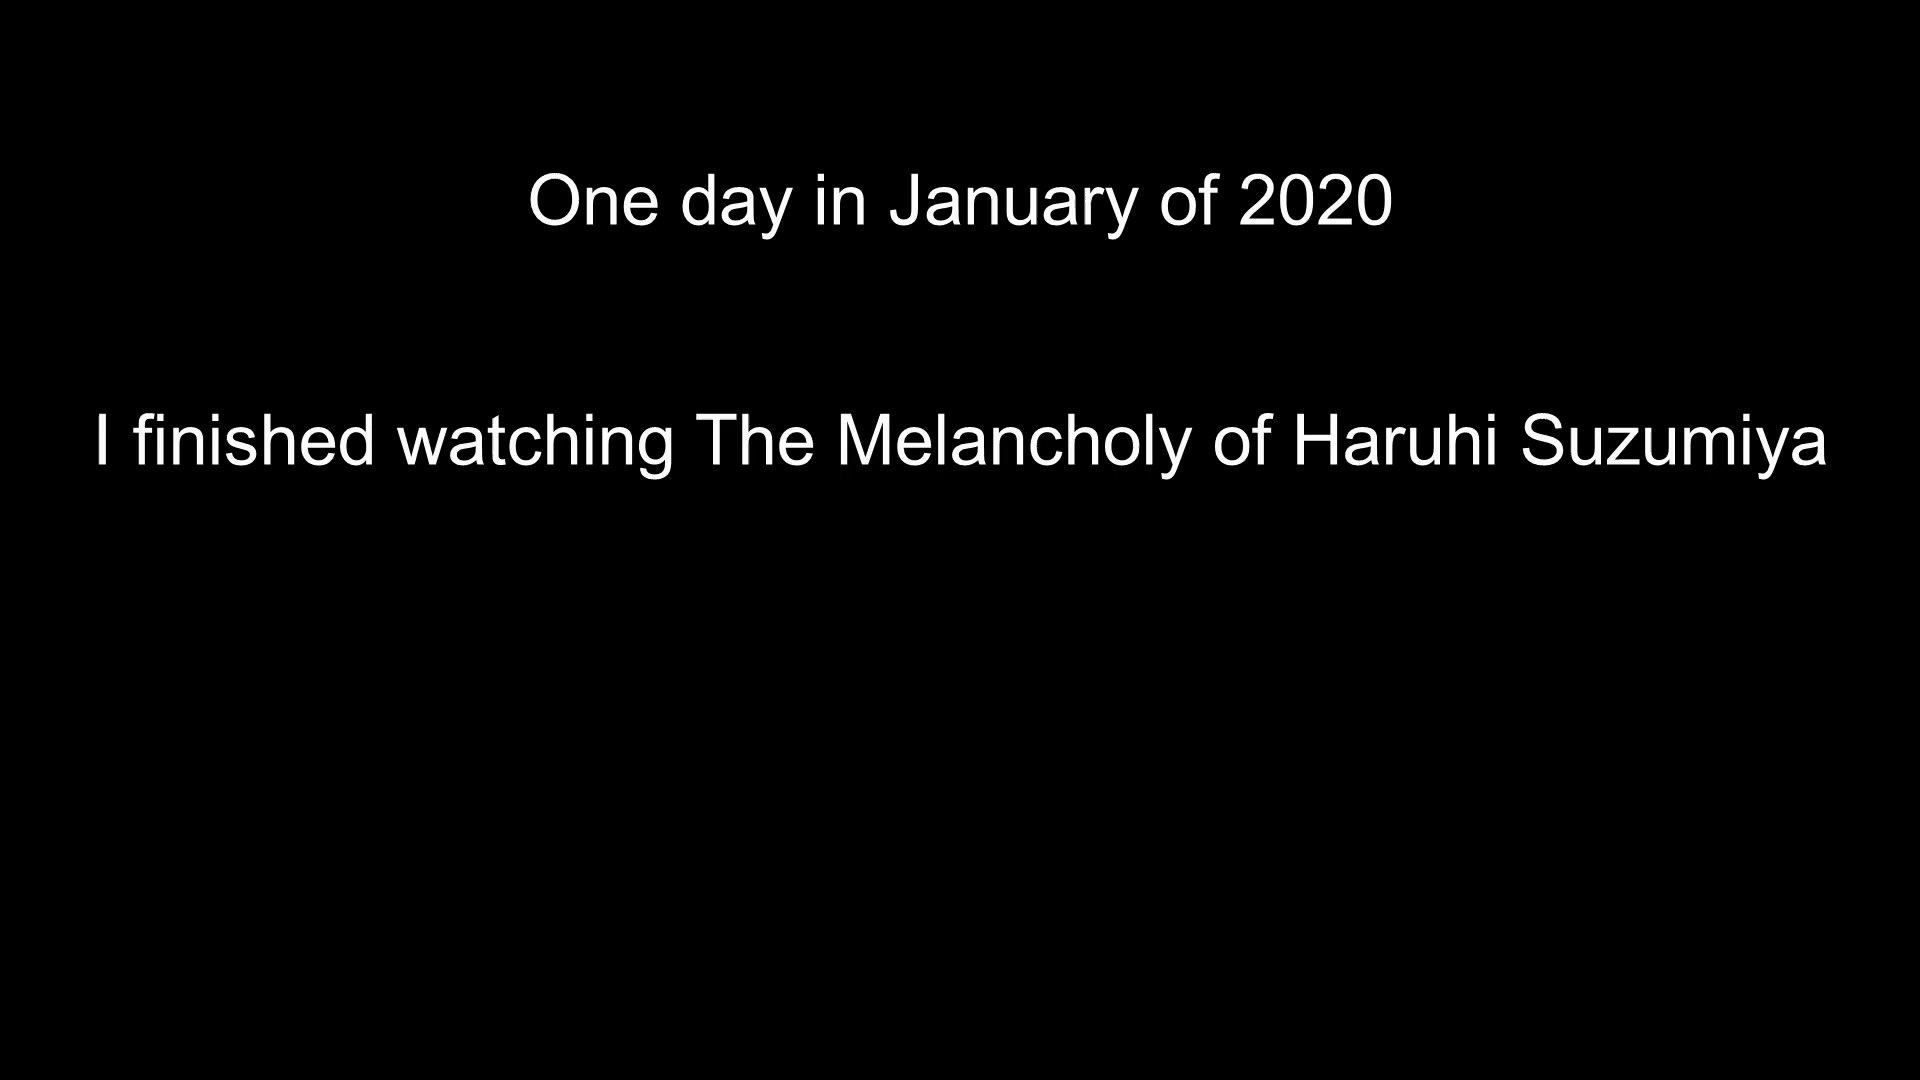 One day in January of 2020
I finished watching The Melancholy of Haruhi Suzumiya